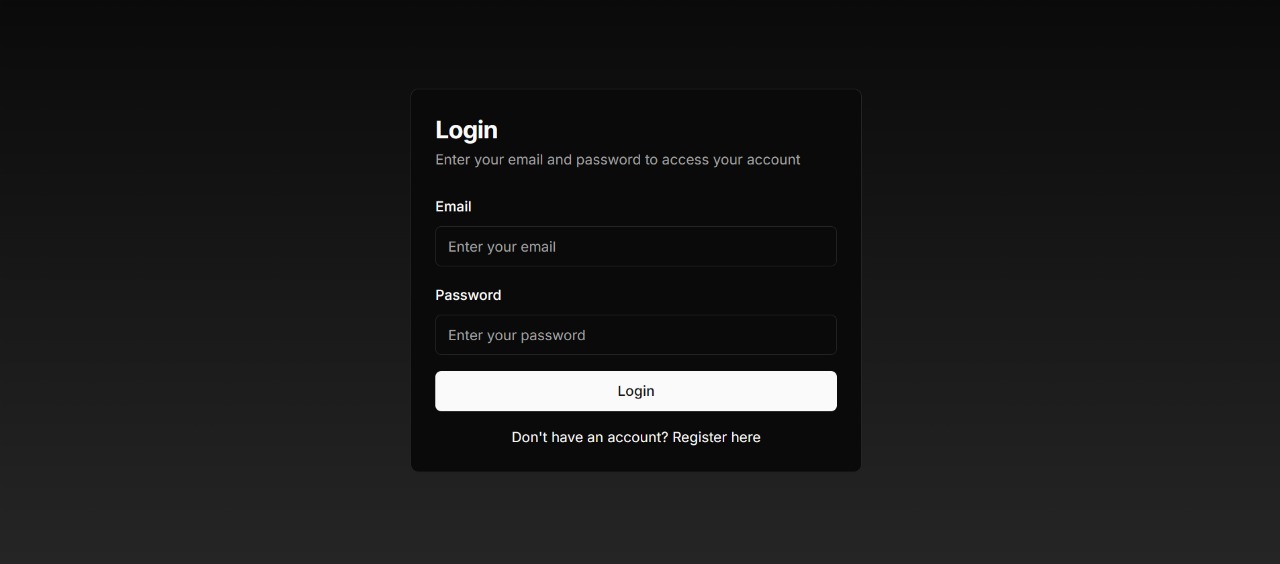 Login
Enter your email and password to access your account
Email
Enter your email
Password
Enter your password
Login
Don't have an account? Register here